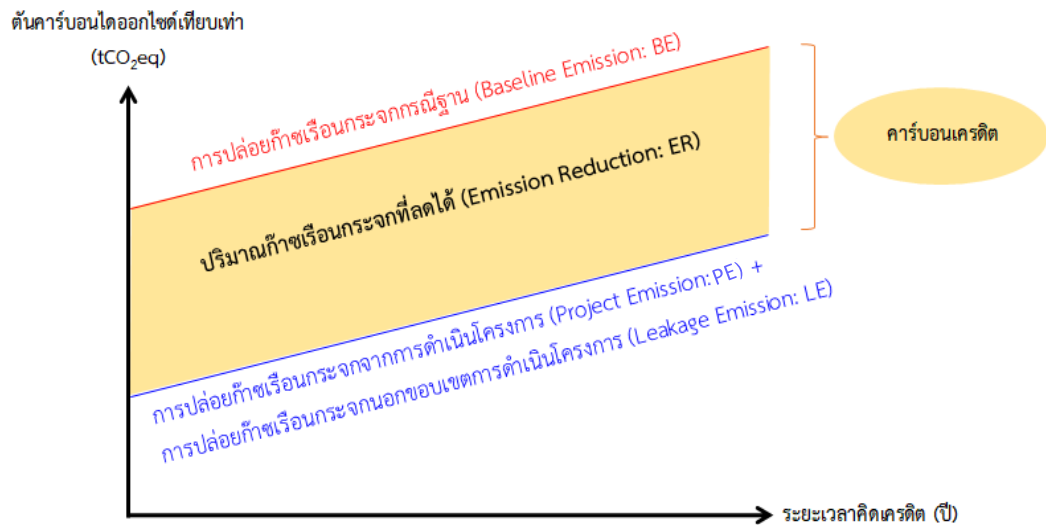 ตันคาร์บอนไดออกไซด์เทียบเท่า
(tCO₂eq)
การปล่อยก๊าซเรือนกระจกกรณีฐาน (Baseline Emission: BE)
คาร์บอนเครดิต
ปริมาณก๊าซเรือนกระจกที่ลดได้ (Emission Reduction: ER)
การปล่อยก๊าซเรือนกระจกจากการดำเนินโครงการ (Project Emission:PE) +
การปล่อยก๊าซเรือนกระจกนอกขอบเขตการดำเนินโครงการ (Leakage Emission: LE)
ระยะเวลาคิดเครดิต (ปี)